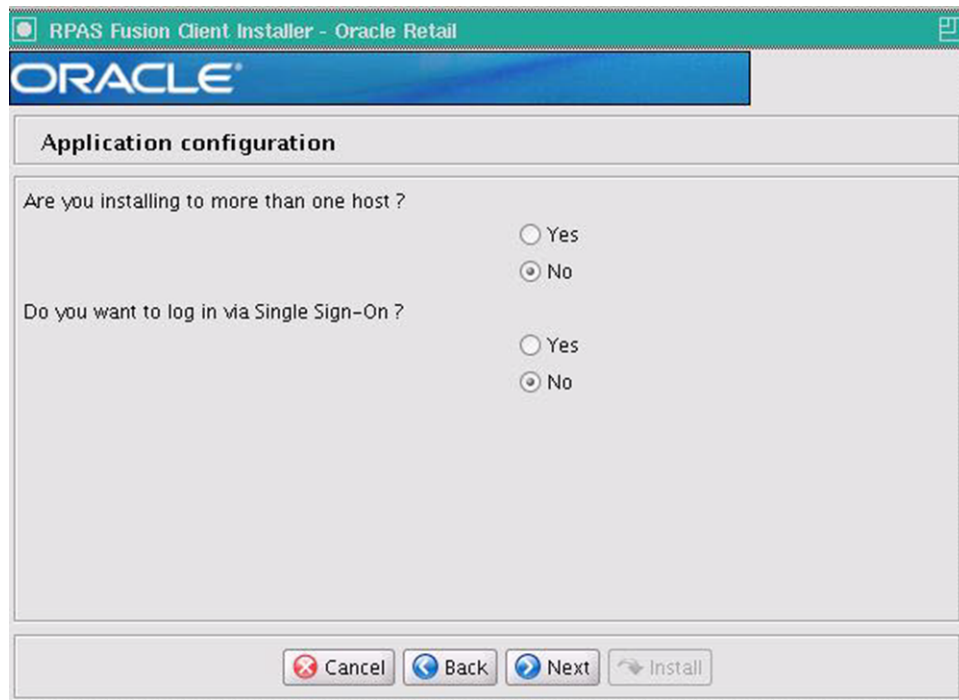 RPAS Fusion Client Installer - Oracle Retail
ORACLE®
Application configuration
Are you installing to more than one host ?
Yes
No
Do you want to log in via Single Sign-On ?
Yes
No
Cancel Back Next Install